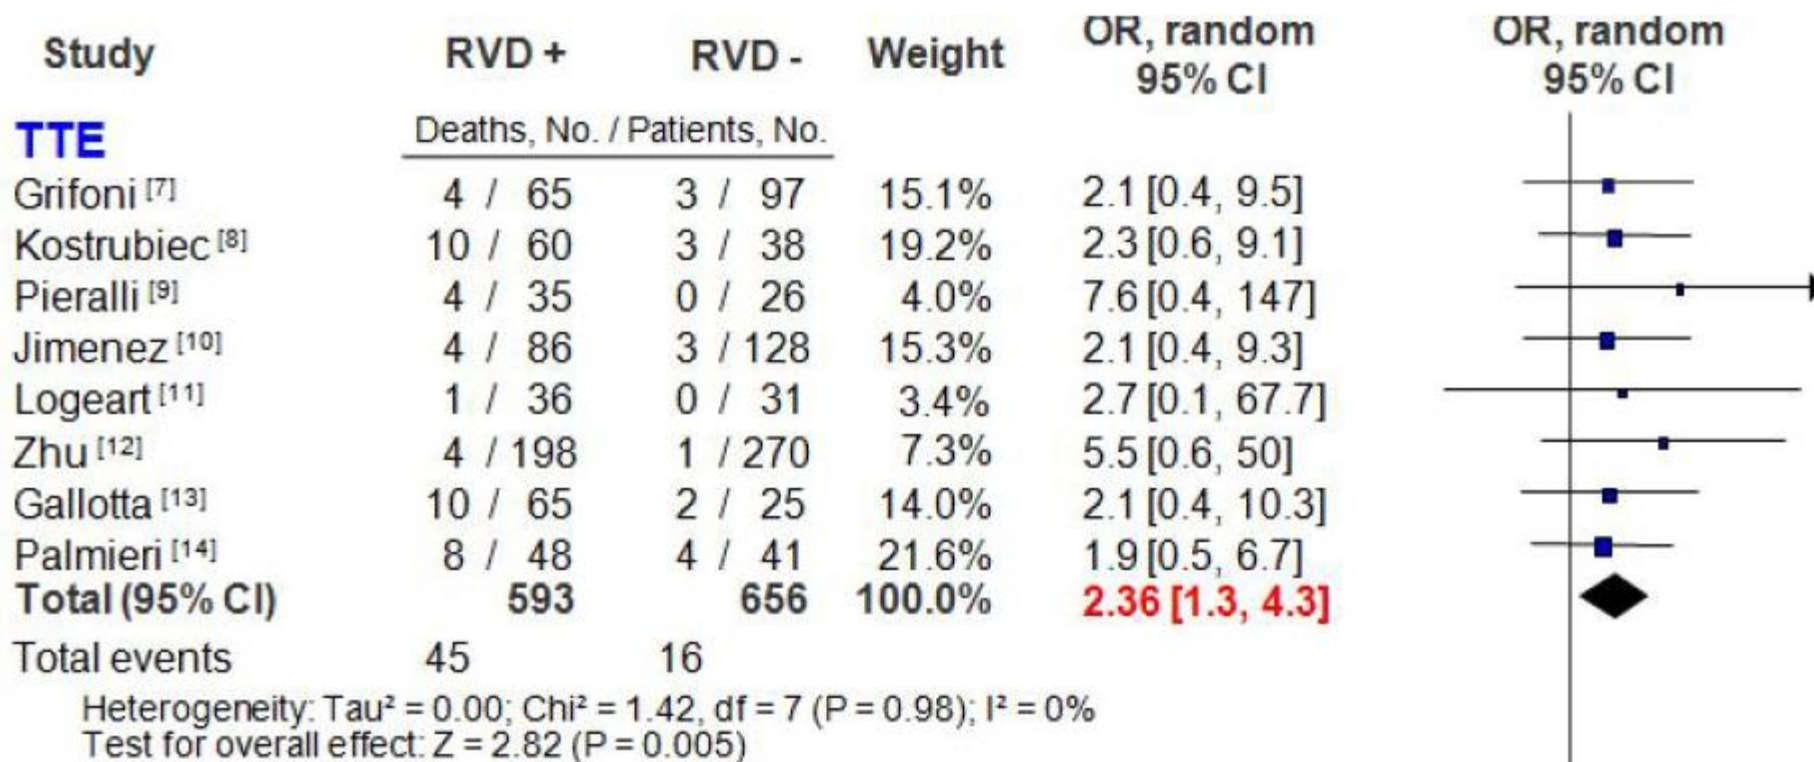 Study RVD + RVD - Weight OR, random 95% CI OR, random 95% CI
TTE Deaths, No. / Patients, No.
Grifoni [7] 4 / 65 3 / 97 15.1% 2.1 [0.4, 9.5]
Kostrubiec [8] 10 / 60 3 / 38 19.2% 2.3 [0.6, 9.1]
Pieralli [9] 4 / 35 0 / 26 4.0% 7.6 [0.4, 147]
Jimenez [10] 4 / 86 3 / 128 15.3% 2.1 [0.4, 9.3]
Logeart [11] 1 / 36 0 / 31 3.4% 2.7 [0.1, 67.7]
Zhu [12] 4 / 198 1 / 270 7.3% 5.5 [0.6, 50]
Gallotta [13] 10 / 65 2 / 25 14.0% 2.1 [0.4, 10.3]
Palmieri [14] 8 / 48 4 / 41 21.6% 1.9 [0.5, 6.7]
Total (95% CI) 593 656 100.0% 2.36 [1.3, 4.3]
Total events 45 16
Heterogeneity: Tau² = 0.00; Chi² = 1.42, df = 7 (P = 0.98); I² = 0%
Test for overall effect: Z = 2.82 (P = 0.005)